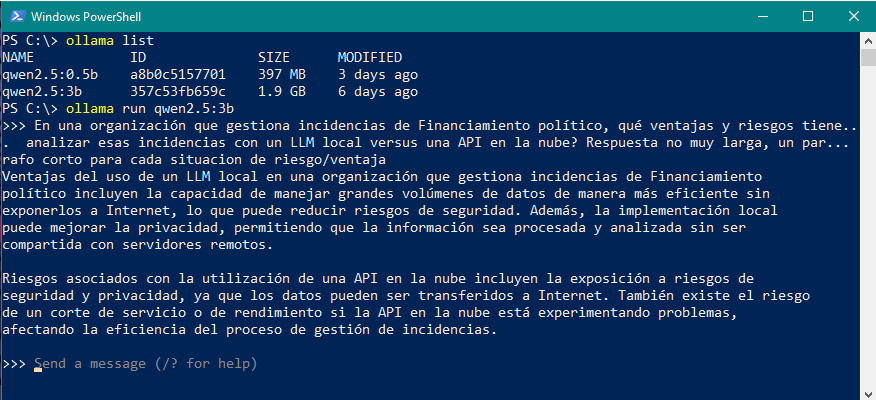 Windows PowerShell
PS C:\> ollama list
NAME ID SIZE MODIFIED
qwen2.5:0.5b a8b0c5157701 397 MB 3 days ago
qwen2.5:3b 357c53fb659c 1.9 GB 6 days ago
PS C:\> ollama run qwen2.5:3b
>>> En una organización que gestiona incidencias de Financiamiento político, qué ventajas y riesgos tiene..
. analizar esas incidencias con un LLM local versus una API en la nube? Respuesta no muy larga, un par...
rafo corto para cada situacion de riesgo/ventaja
Ventajas del uso de un LLM local en una organización que gestiona incidencias de Financiamiento
político incluyen la capacidad de manejar grandes volúmenes de datos de manera más eficiente sin
exponerlos a Internet, lo que puede reducir riesgos de seguridad. Además, la implementación local
puede mejorar la privacidad, permitiendo que la información sea procesada y analizada sin ser
compartida con servidores remotos.
Riesgos asociados con la utilización de una API en la nube incluyen la exposición a riesgos de
seguridad y privacidad, ya que los datos pueden ser transferidos a Internet. También existe el riesgo
de un corte de servicio o de rendimiento si la API en la nube está experimentando problemas,
afectando la eficiencia del proceso de gestión de incidencias.
>>> Send a message (/? for help)